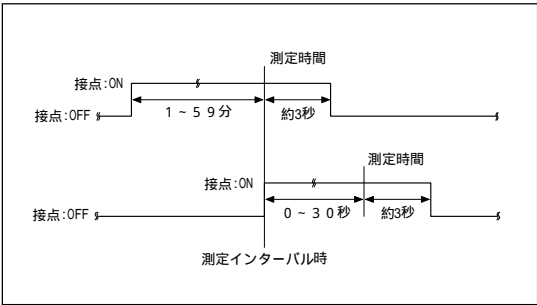 測定時間
接点:ON
接点:OFF
1~59分
約3秒
測定時間
接点:ON
接点:OFF
0~30秒
約3秒
測定インターバル時